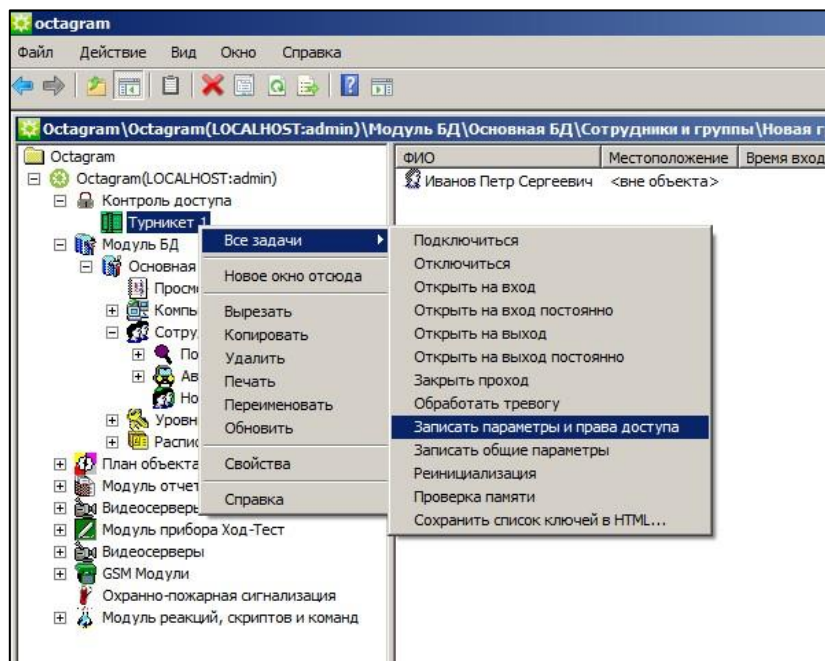 octagram
Файл Действие Вид Окно Справка
Octagram\Octagram(LOCALHOST:admin)\Модуль БД\Основная БД\Сотрудники и группы\Новая г
Octagram
Octagram(LOCALHOST:admin)
Контроль доступа
Турникет 1
Модуль БД
Основная
Просм
Компь
Сотру
По
Ав
Но
Уровн
Распис
План объекта
Модуль отчет
Видеосерверы
Модуль прибора Ход-Тест
Видеосерверы
GSM Модули
Охранно-пожарная сигнализация
Модуль реакций, скриптов и команд
ФИО Местоположение Время вход
Иванов Петр Сергеевич <вне объекта>
Все задачи
Новое окно отсюда
Вырезать
Копировать
Удалить
Печать
Переименовать
Обновить
Свойства
Справка
Подключиться
Отключиться
Открыть на вход
Открыть на вход постоянно
Открыть на выход
Открыть на выход постоянно
Закрыть проход
Обработать тревогу
Записать параметры и права доступа
Записать общие параметры
Реинициализация
Проверка памяти
Сохранить список ключей в HTML...